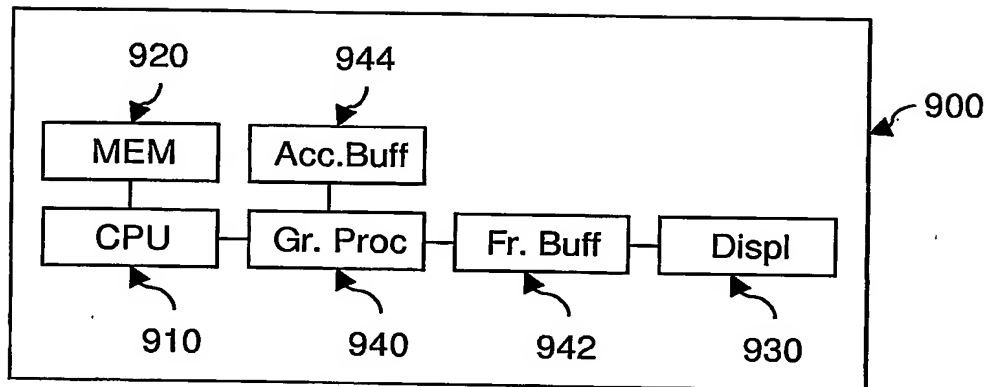 920 944
900
MEM Acc.Buff
CPU Gr. Proc Fr. Buff Displ
910 940 942 930